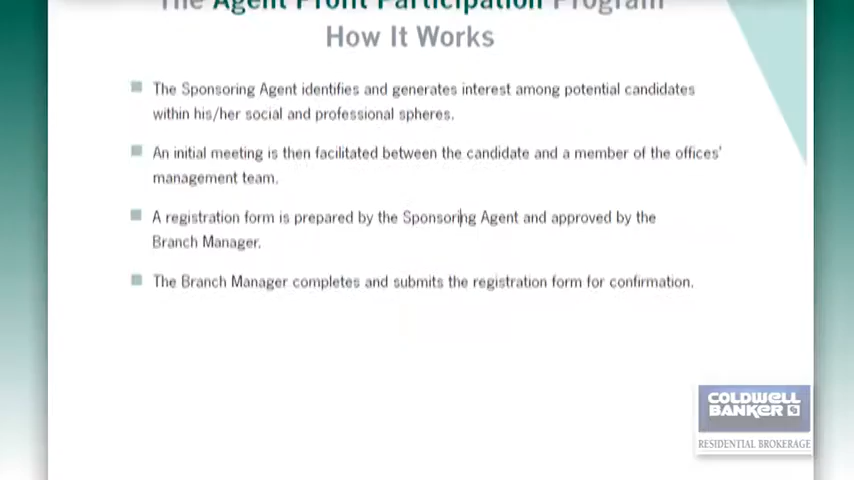 The Agent Profit Participation Program
How It Works
The Sponsoring Agent identifies and generates interest among potential candidates
within his/her social and professional spheres.
An initial meeting is then facilitated between the candidate and a member of the offices'
management team.
A registration form is prepared by the Sponsoring Agent and approved by the
Branch Manager.
The Branch Manager completes and submits the registration form for confirmation.
COLDWELL
BANKER
RESIDENTIAL BROKERAGE